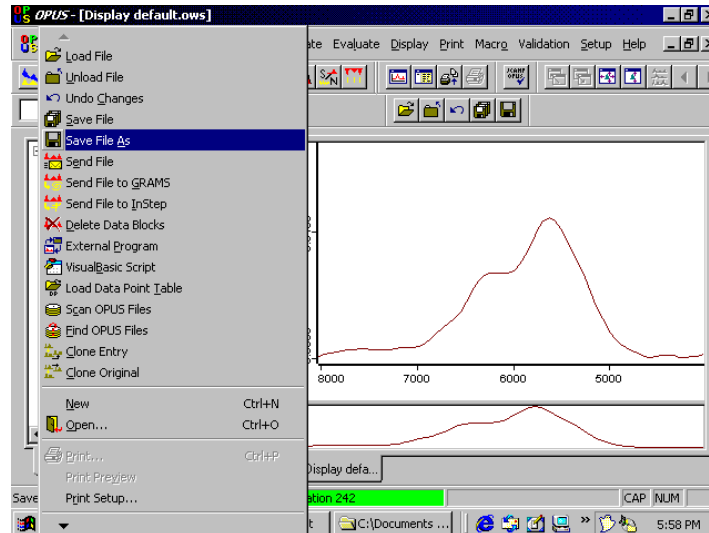 OPUS - [Display default.ows]
Evaluate Display Print Macro Validation Setup Help
Load File
Unload File
Undo Changes
Save File
Save File As
Send File
Send File to GRAMS
Send File to InStep
Delete Data Blocks
External Program
VisualBasic Script
Load Data Point Table
Scan OPUS Files
Find OPUS Files
Clone Entry
Clone Original
8000 7000 6000 5000
New Ctrl+N
Open... Ctrl+O
Print... Ctrl+P
Print Preview
Display defa...
Print Setup...
Save
242
CAP NUM
C:\Documents ...
» 5:58 PM